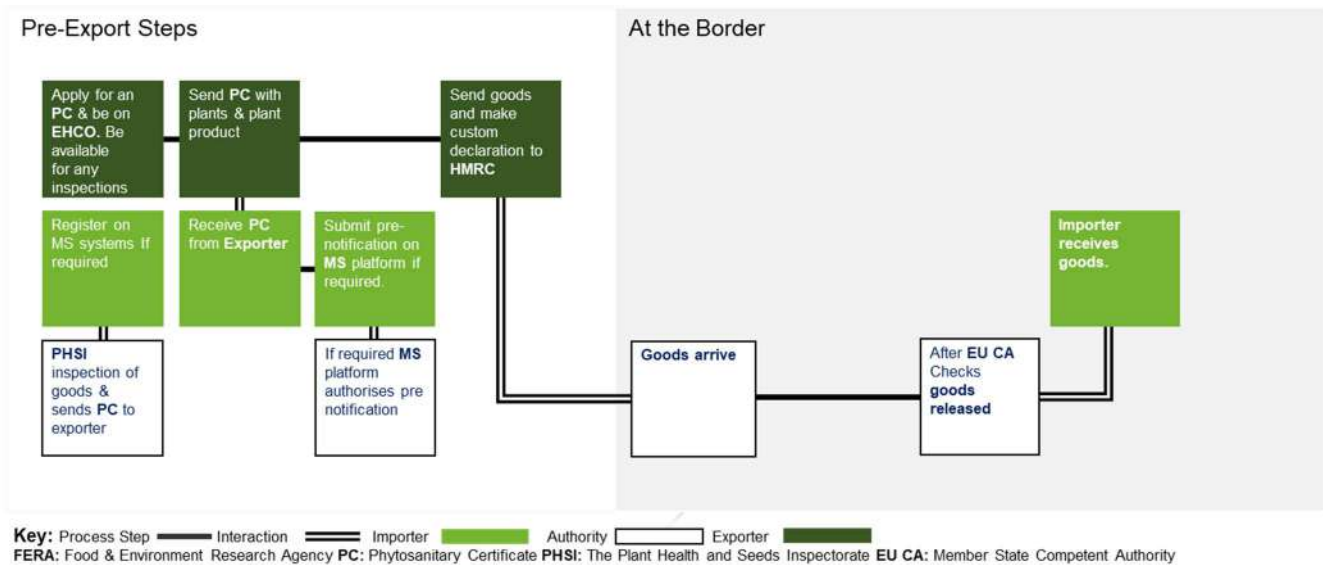 Pre-Export Steps
At the Border
Apply for an
PC & be on
EHCO. Be
available
for any
inspections
Send PC with
plants & plant
product
Send goods
and make
custom
declaration to
HMRC
Register on
MS systems If
required
Receive PC
from Exporter
Submit pre-
notification on
MS platform if
required.
Importer
receives
goods.
PHSI
inspection of
goods &
sends PC to
exporter
If required MS
platform
authorises pre
notification
Goods arrive
After EU CA
Checks
goods
released
Key: Process Step Interaction Importer Authority Exporter
FERA: Food & Environment Research Agency PC: Phytosanitary Certificate PHSI: The Plant Health and Seeds Inspectorate EU CA: Member State Competent Authority